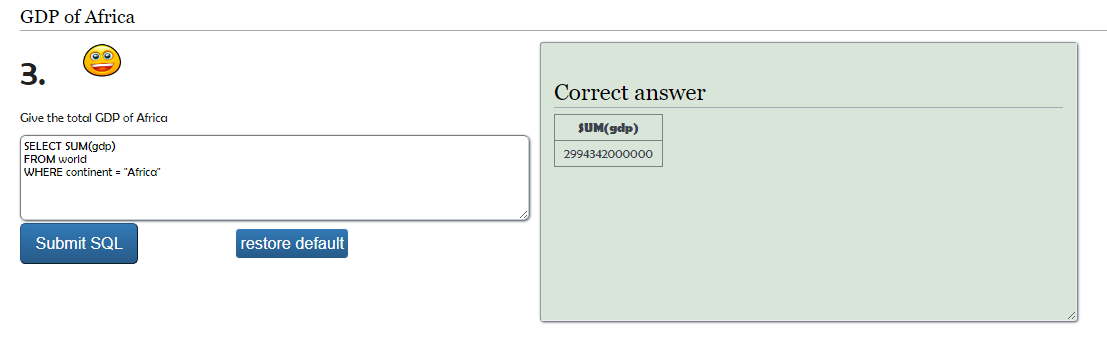 GDP of Africa
3.
Give the total GDP of Africa
SELECT SUM(gdp)
FROM world
WHERE continent = "Africa"
Submit SQL
restore default
Correct answer
SUM(gdp)
2994342000000